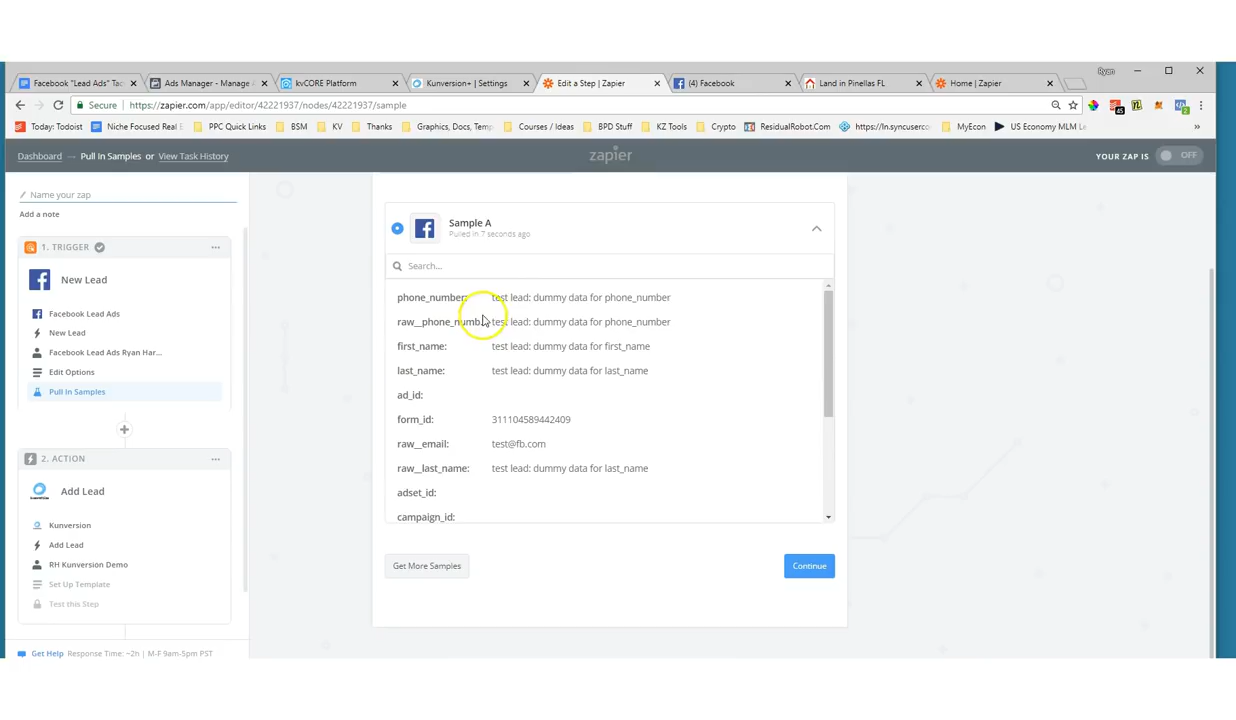 Ryan
Facebook "Lead Ads" Tac
Ads Manager - Manage A
kvCORE Platform
Kunversion+ | Settings
Edit a Step | Zapier
(4) Facebook
Land in Pinellas FL
Home | Zapier
Secure | https://zapier.com/app/editor/42221937/nodes/42221937/sample
45
2
Today: Todoist
Niche Focused Real E
PPC Quick Links
BSM
KV
Thanks
Graphics, Docs, Temp
Courses / Ideas
BPD Stuff
KZ Tools
Crypto
ResidualRobot.Com
https://ln.syncuserco
MyEcon
US Economy MLM Le
»
Dashboard → Pull In Samples or View Task History
zapier
YOUR ZAP IS OFF
Name your zap
Add a note
1. TRIGGER
New Lead
Facebook Lead Ads
New Lead
Facebook Lead Ads Ryan Har...
Edit Options
Pull In Samples
2. ACTION
Add Lead
Kunversion
Add Lead
RH Kunversion Demo
Set Up Template
Test this Step
Get Help Response Time: ~2h | M-F 9am-5pm PST
Sample A
Pulled in 7 seconds ago
Search...
phone_number: test lead: dummy data for phone_number
raw__phone_numb test lead: dummy data for phone_number
first_name: test lead: dummy data for first_name
last_name: test lead: dummy data for last_name
ad_id:
form_id: 311104589442409
raw__email: test@fb.com
raw__last_name: test lead: dummy data for last_name
adset_id:
campaign_id:
Get More Samples
Continue